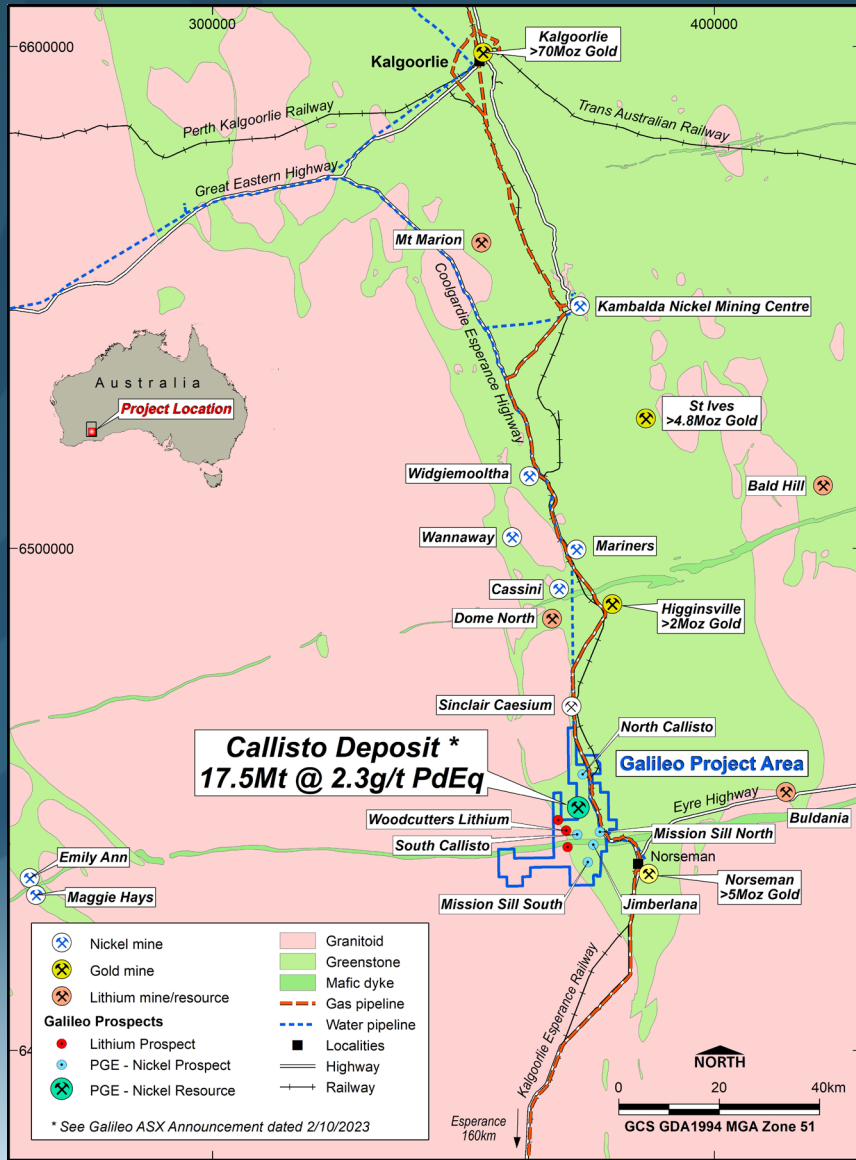 300000
400000
6600000
Kalgoorlie
>70Moz Gold
Kalgoorlie
Perth Kalgoorlie Railway
Trans Australian Railway
Great Eastern Highway
Mt Marion
Coolgardie Esperance Highway
Kambalda Nickel Mining Centre
Australia
Project Location
St Ives
>4.8Moz Gold
Widgiemooltha
Bald Hill
Wannaway
Mariners
6500000
Cassini
Dome North
Higginsville
>2Moz Gold
Sinclair Caesium
North Callisto
Callisto Deposit *
17.5Mt @ 2.3g/t PdEq
Galileo Project Area
Eyre Highway
Buldania
Woodcutters Lithium
South Callisto
Mission Sill North
Norseman
Emily Ann
Maggie Hays
Norseman
>5Moz Gold
Mission Sill South
Jimberlana
Nickel mine
Gold mine
Lithium mine/resource
Galileo Prospects
Lithium Prospect
PGE - Nickel Prospect
PGE - Nickel Resource
Granitoid
Greenstone
Mafic dyke
Gas pipeline
Water pipeline
Localities
Highway
Railway
* See Galileo ASX Announcement dated 2/10/2023
64
Kalgoorlie Esperance Railway
Esperance
160km
NORTH
0 20 40km
GCS GDA1994 MGA Zone 51